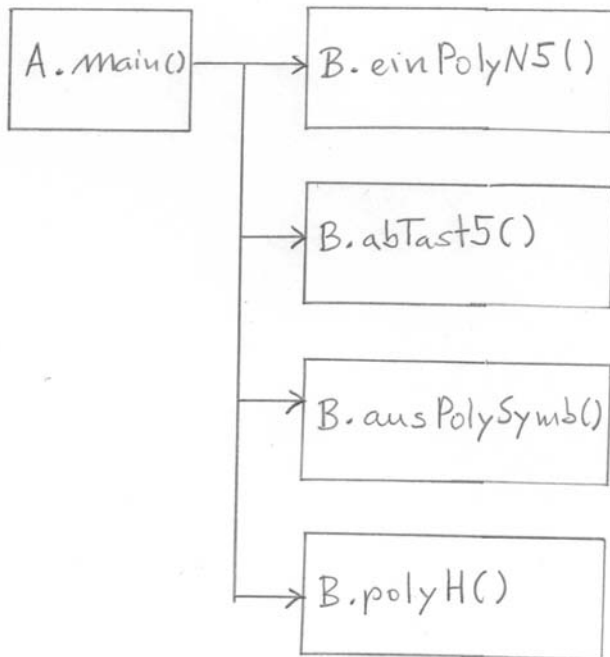 A.main()
B.einPolyN5()
B.abTast5()
B.ausPolySymb()
B.polyH()